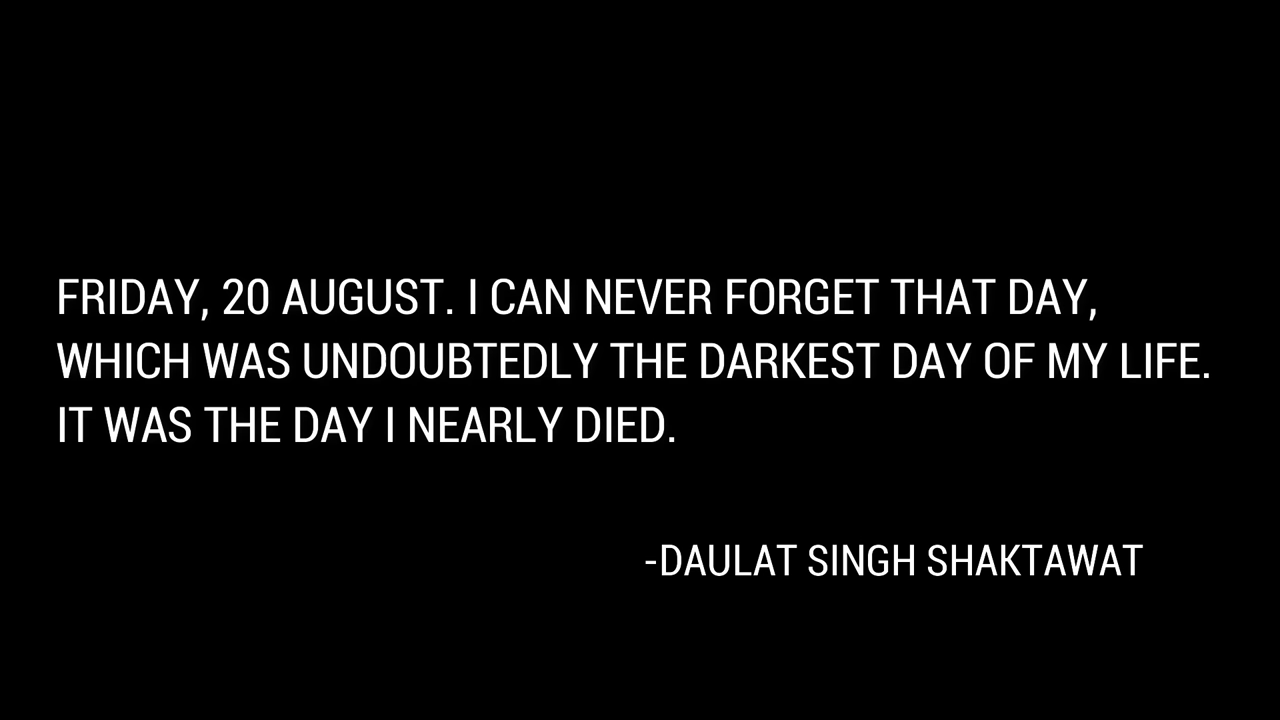 FRIDAY, 20 AUGUST. I CAN NEVER FORGET THAT DAY,
WHICH WAS UNDOUBTEDLY THE DARKEST DAY OF MY LIFE.
IT WAS THE DAY I NEARLY DIED.
-DAULAT SINGH SHAKTAWAT